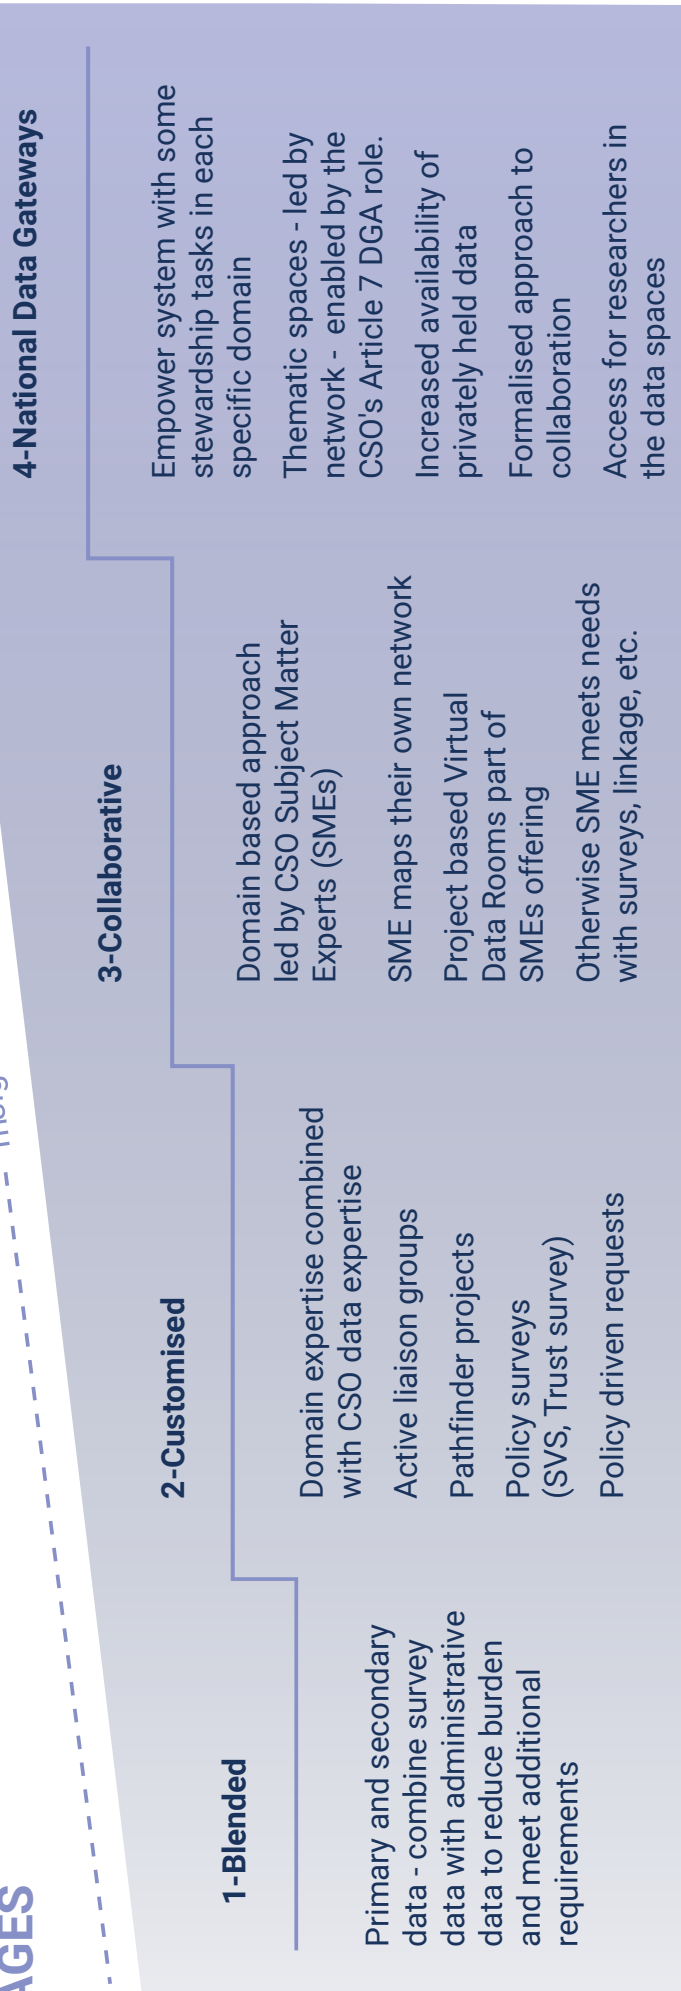 1-Blended
Primary and secondary
data - combine survey
data with administrative
data to reduce burden
and meet additional
requirements
2-Customised
Domain expertise combined
with CSO data expertise
Active liaison groups
Pathfinder projects
Policy surveys
(SVS, Trust survey)
Policy driven requests
3-Collaborative
Domain based approach
led by CSO Subject Matter
Experts (SMEs)
SME maps their own network
Project based Virtual
Data Rooms part of
SMEs offering
Otherwise SME meets needs
with surveys, linkage, etc.
4-National Data Gateways
Empower system with some
stewardship tasks in each
specific domain
Thematic spaces - led by
network - enabled by the
CSO's Article 7 DGA role.
Increased availability of
privately held data
Formalised approach to
collaboration
Access for researchers in
the data spaces